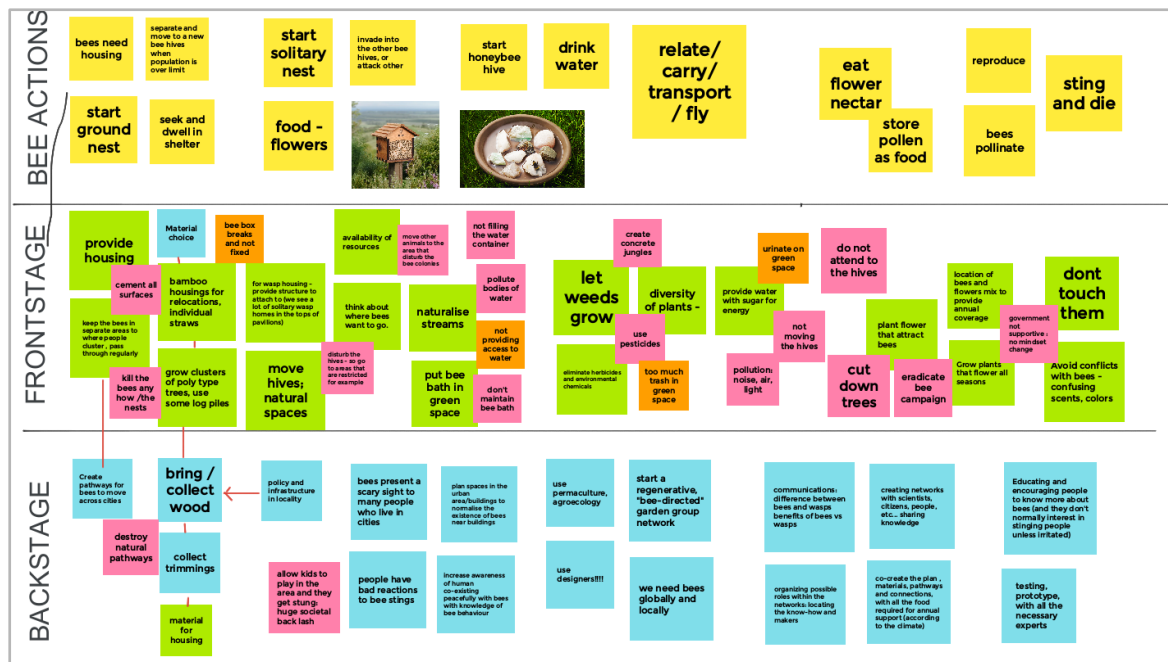 BEE ACTIONS
bees need
housing
separate and
move to a new
bee hives
when
population is
over limit
start
solitary
nest
invade into
the other bee
hives, or
attack other
start
honeybee
hive
drink
water
relate/
carry/
transport
/ fly
eat
flower
nectar
reproduce
sting
and die
start
ground
nest
seek and
dwell in
shelter
food -
flowers
store
pollen
as food
bees
pollinate
FRONTSTAGE
provide
housing
Material
choice
bee box
breaks and
not fixed
availability of
resources
move other
animals to the
area that
disturb the
bee colonies
not filling
the water
container
create
concrete
jungles
urinate on
green
space
do not
attend to
the hives
cement all
surfaces
bamboo
housings for
relocations,
individual
straws
for wasp housing -
provide structure to
attach to (we see a
lot of solitary wasp
homes in the tops of
pavilions)
think about
where bees
want to go.
naturalise
streams
pollute
bodies of
water
let
weeds
grow
diversity
of plants -
provide water
with sugar for
energy
location of
bees and
flowers mix to
provide
annual
coverage
dont
touch
them
keep the bees in
separate areas to
where people
cluster , pass
through regularly
not
providing
access to
water
use
pesticides
not
moving
the hives
plant flower
that attract
bees
government
not
supportive :
no mindset
change
kill the
bees any
how /the
nests
grow clusters
of poly type
trees, use
some log piles
move
hives;
natural
spaces
disturb the
hives - so go
to areas that
are restricted
for example
put bee
bath in
green
space
don't
maintain
bee bath
eliminate herbicides
and environmental
chemicals
too much
trash in
green
space
pollution:
noise, air,
light
cut
down
trees
eradicate
bee
campaign
Grow plants
that flower all
seasons
Avoid conflicts
with bees -
confusing
scents, colors
BACKSTAGE
Create
pathways for
bees to move
across cities
bring /
collect
wood
policy and
infrastructure
in locality
bees present a
scary sight to
many people
who live in
cities
plan spaces in the
urban
area/buildings to
normalise the
existence of bees
near buildings
use
permaculture,
agroecology
start a
regenerative,
"bee-directed"
garden group
network
communications:
difference between
bees and wasps
benefits of bees vs
wasps
creating networks
with scientists,
citizens, people,
etc... sharing
knowledge
Educating and
encouraging people
to know more about
bees (and they don't
normally interest in
stinging people
unless irritated)
destroy
natural
pathways
collect
trimmings
material
for
housing
allow kids to
play in the
area and they
get stung:
huge societal
back lash
people have
bad reactions
to bee stings
increase awareness
of human
co-existing
peacefully with bees
with knowledge of
bee behaviour
use
designers!!!!
we need bees
globally and
locally
organizing possible
roles within the
networks: locating
the know-how and
makers
co-create the plan ,
materials, pathways
and connections,
with all the food
required for annual
support (according
to the climate)
testing,
prototype,
with all the
necessary
experts